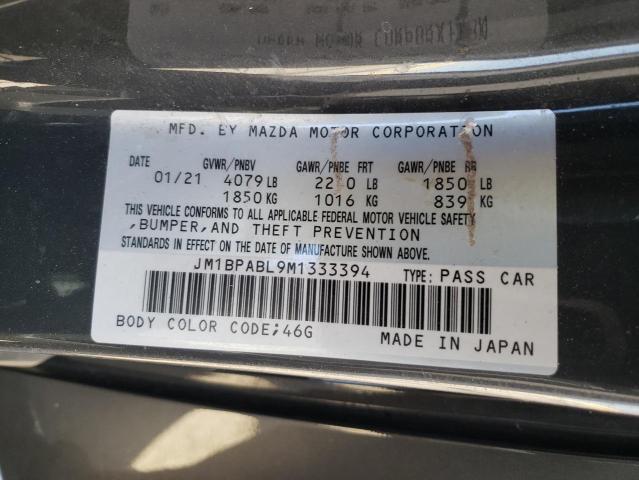 MFD. BY MAZDA MOTOR CORPORATION
DATE GVWR/PNBV GAWR/PNBE FRT GAWR/PNBE RR
01/21 4079 LB 2240 LB 1850 LB
1850 KG 1016 KG 839 KG
THIS VEHICLE CONFORMS TO ALL APPLICABLE FEDERAL MOTOR VEHICLE SAFETY
,BUMPER,AND THEFT PREVENTION
STANDARDS IN EFFECT ON THE DATE OF MANUFACTURE SHOWN ABOVE.
JM1BPABL9M1333394 TYPE: PASS CAR
BODY COLOR CODE;46G
MADE IN JAPAN